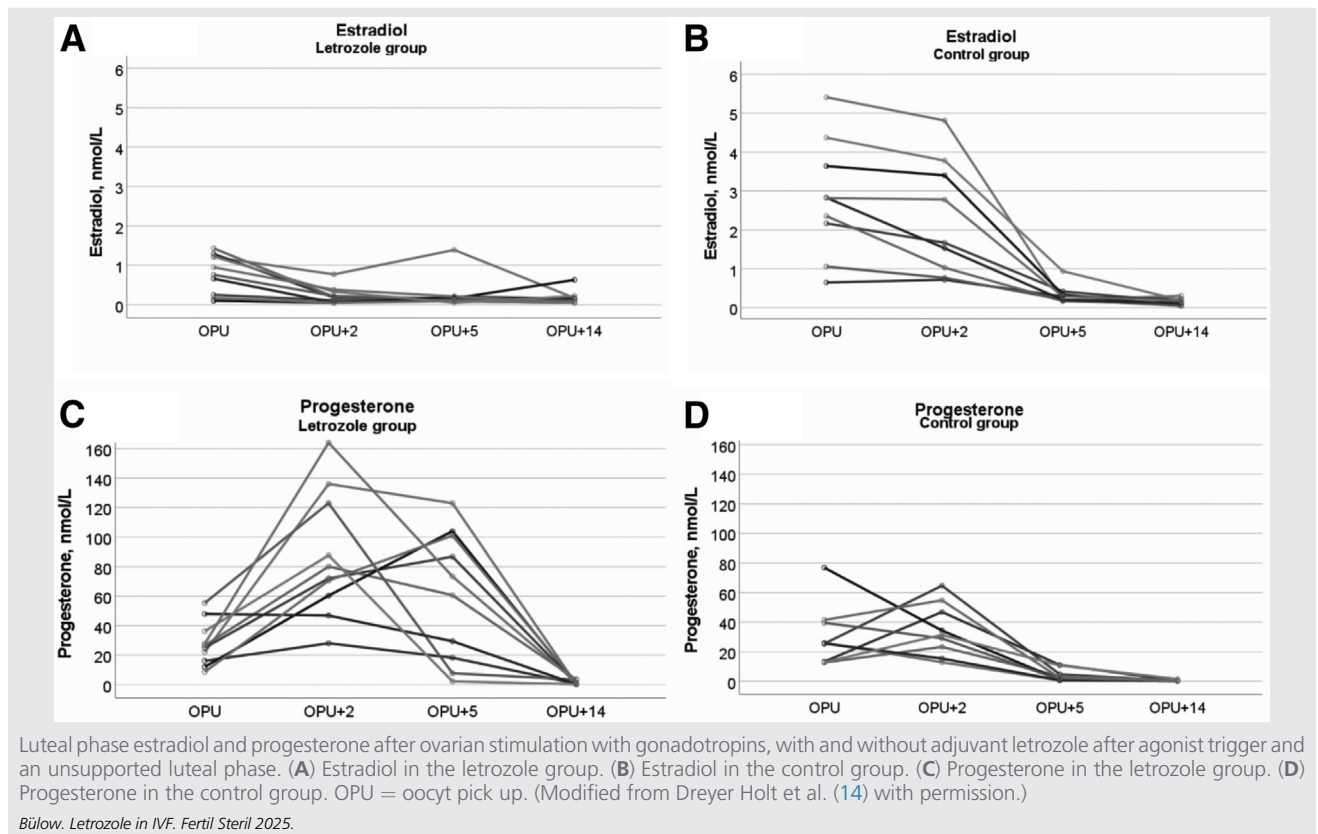 A
Estradiol
Letrozole group
Estradiol, nmol/L
6
5
4
3
2
1
0
OPU OPU+2 OPU+5 OPU+14
B
Estradiol
Control group
Estradiol, nmol/L
6
5
4
3
2
1
0
OPU OPU+2 OPU+5 OPU+14
C
Progesterone
Letrozole group
Progesterone, nmol/L
160
140
120
100
80
60
40
20
0
OPU OPU+2 OPU+5 OPU+14
D
Progesterone
Control group
Progesterone, nmol/L
160
140
120
100
80
60
40
20
0
OPU OPU+2 OPU+5 OPU+14
Luteal phase estradiol and progesterone after ovarian stimulation with gonadotropins, with and without adjuvant letrozole after agonist trigger and
an unsupported luteal phase. (A) Estradiol in the letrozole group. (B) Estradiol in the control group. (C) Progesterone in the letrozole group. (D)
Progesterone in the control group. OPU = oocyt pick up. (Modified from Dreyer Holt et al. (14) with permission.)
Bülow. Letrozole in IVF. Fertil Steril 2025.